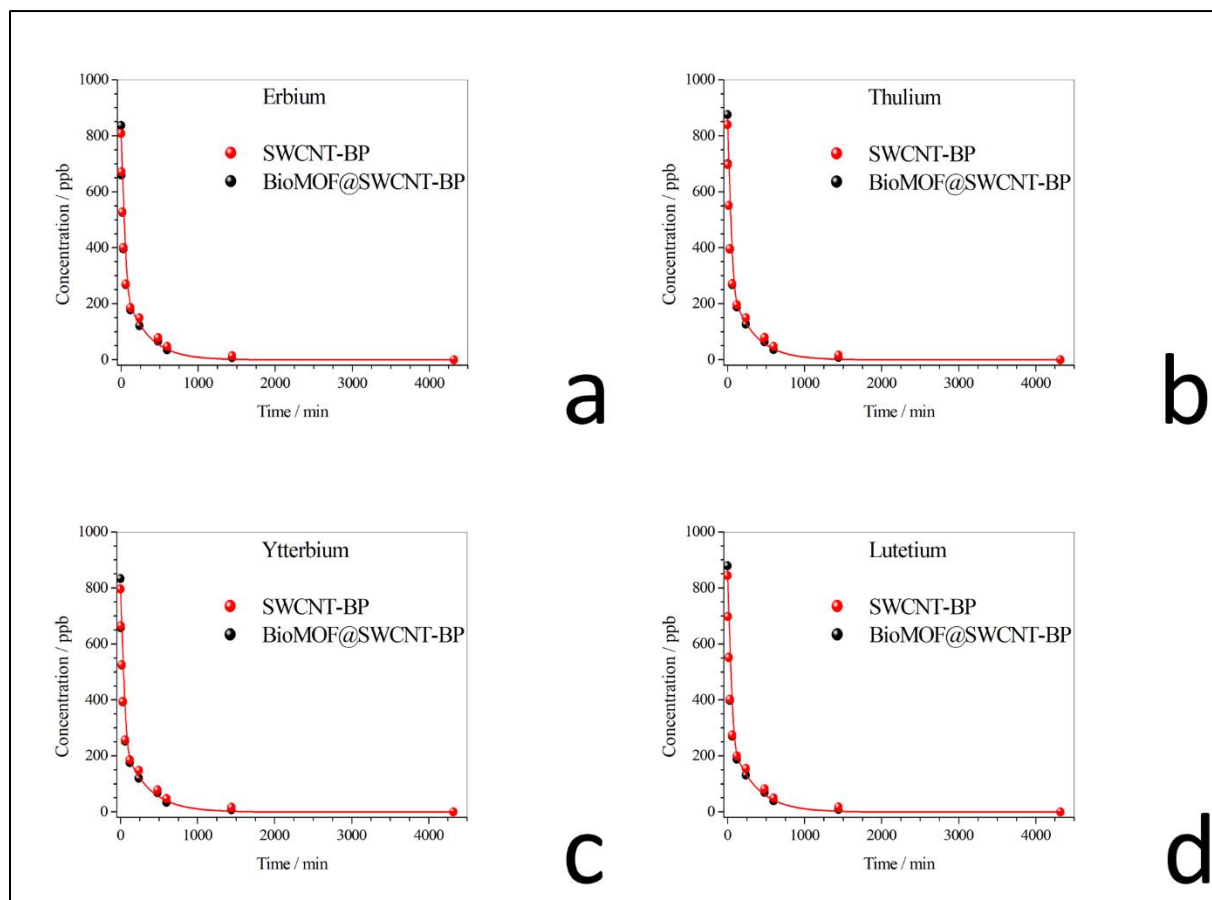 Erbium
SWCNT-BP
BioMOF@SWCNT-BP
Concentration / ppb
1000
800
600
400
200
0
0 1000 2000 3000 4000
Time / min
a
Thulium
SWCNT-BP
BioMOF@SWCNT-BP
Concentration / ppb
1000
800
600
400
200
0
0 1000 2000 3000 4000
Time / min
b
Ytterbium
SWCNT-BP
BioMOF@SWCNT-BP
Concentration / ppb
1000
800
600
400
200
0
0 1000 2000 3000 4000
Time / min
c
Lutetium
SWCNT-BP
BioMOF@SWCNT-BP
Concentration / ppb
1000
800
600
400
200
0
0 1000 2000 3000 4000
Time / min
d